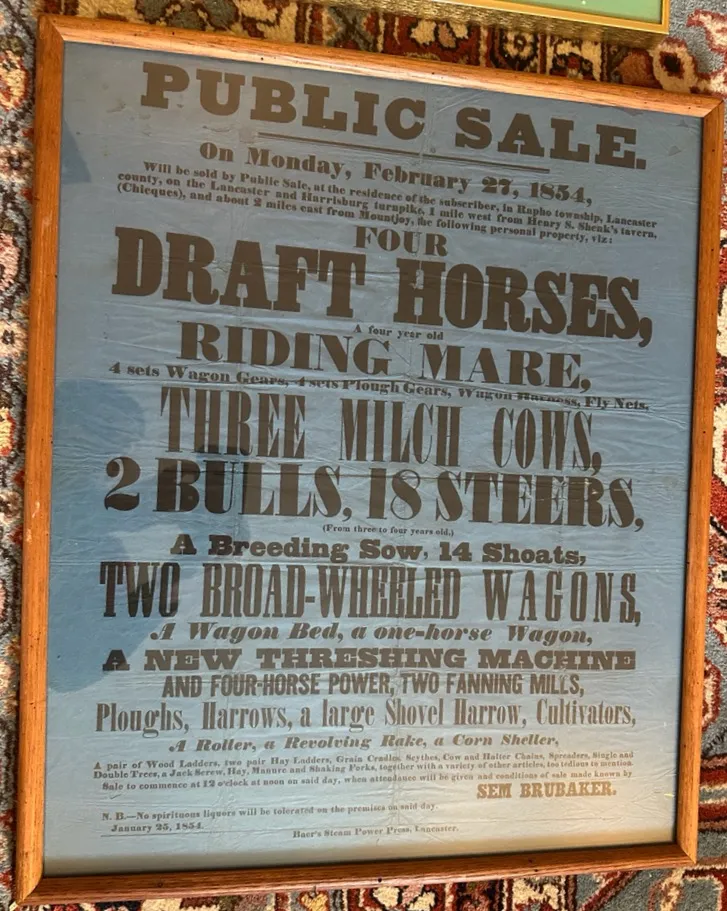 PUBLIC SALE.
On Monday, February 27, 1854,
Will be sold by Public Sale, at the residence of the subscriber, in Rapho township, Lancaster
county, on the Lancaster and Harrisburg turnpike, 1 mile west from Henry S. Shenk's tavern,
(Chicques), and about 2 miles east from Mountjoy, the following personal property, viz:
FOUR
DRAFT HORSES,
A four year old
RIDING MARE,
4 sets Wagon Gears, 4 sets Plough Gears, Wagon Harness, Fly Nets,
THREE MILCH COWS,
2 BULLS, 18 STEERS,
(From three to four years old,)
A Breeding Sow, 14 Shoats,
TWO BROAD-WHEELED WAGONS,
A Wagon Bed, a one-horse Wagon,
A NEW THRESHING MACHINE
AND FOUR-HORSE POWER, TWO FANNING MILLS,
Ploughs, Harrows, a large Shovel Harrow, Cultivators,
A Roller, a Revolving Rake, a Corn Sheller,
A pair of Wood Ladders, two pair Hay Ladders, Grain Cradles, Scythes, Cow and Halter Chains, Spreaders, Single and
Double Trees, a Jack Screw, Hay, Manure and Shaking Forks, together with a variety of other articles, too tedious to mention.
Sale to commence at 12 o'clock at noon on said day, when attendance will be given and conditions of sale made known by
SEM BRUBAKER.
N. B.—No spirituous liquors will be tolerated on the premises on said day.
January 25, 1854.
Baer's Steam Power Press, Lancaster.